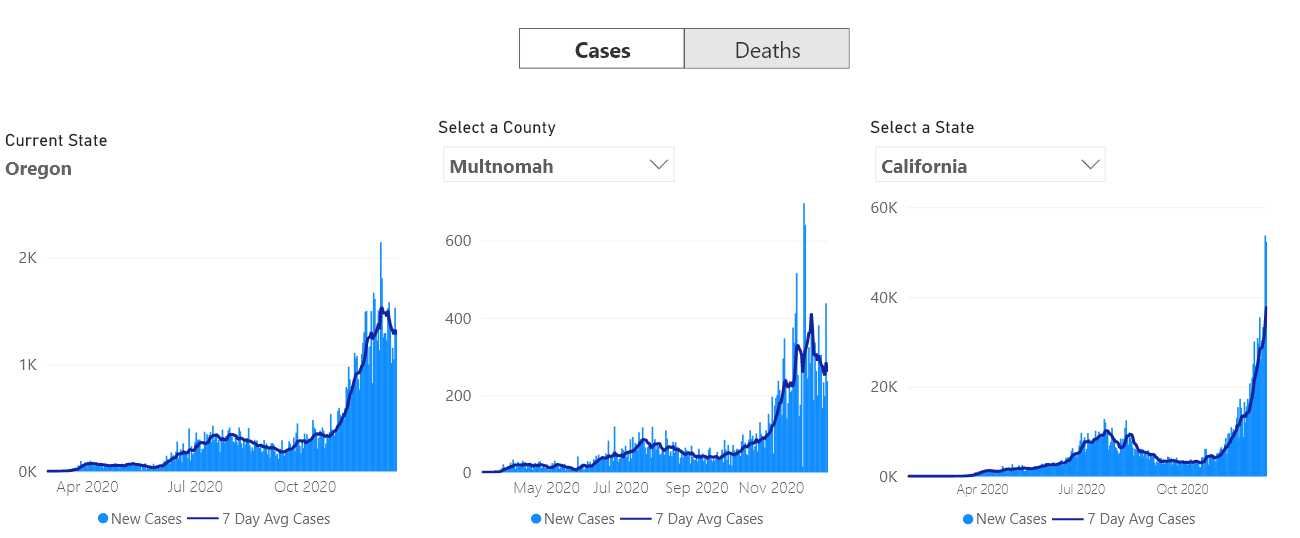 Cases Deaths
Current State
Oregon
2K
1K
0K
Apr 2020 Jul 2020 Oct 2020
New Cases 7 Day Avg Cases
Select a County
Multnomah
600
400
200
0
May 2020 Jul 2020 Sep 2020 Nov 2020
New Cases 7 Day Avg Cases
Select a State
California
60K
40K
20K
0K
Apr 2020 Jul 2020 Oct 2020
New Cases 7 Day Avg Cases